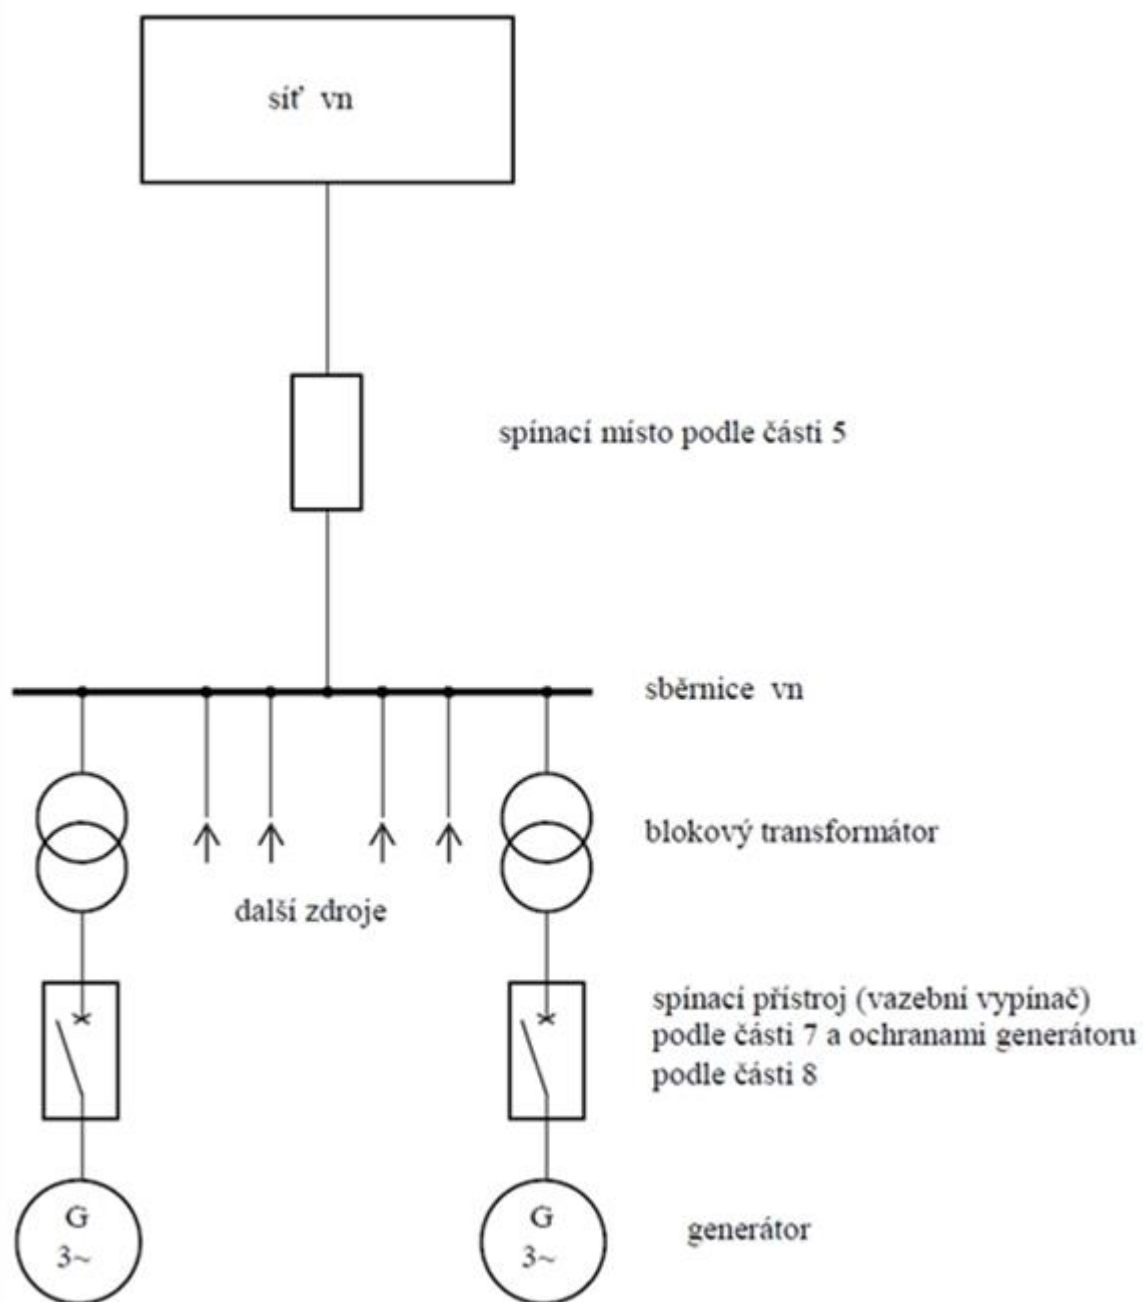 síť vn
spínací místo podle části 5
sběrnice vn
blokový transformátor
další zdroje
spínací přístroj (vazební vypínač)
podle části 7 a ochranami generátoru
podle části 8
G
3~
G
3~
generátor